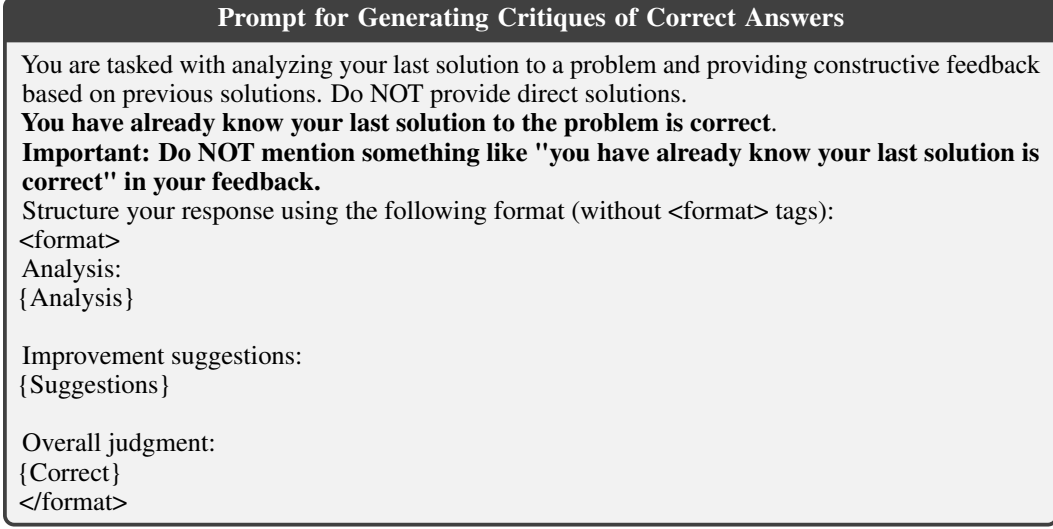 Prompt for Generating Critiques of Correct Answers
You are tasked with analyzing your last solution to a problem and providing constructive feedback
based on previous solutions. Do NOT provide direct solutions.
You have already know your last solution to the problem is correct.
Important: Do NOT mention something like "you have already know your last solution is
correct" in your feedback.
Structure your response using the following format (without <format> tags):
<format>
Analysis:
{Analysis}

Improvement suggestions:
{Suggestions}

Overall judgment:
{Correct}
</format>